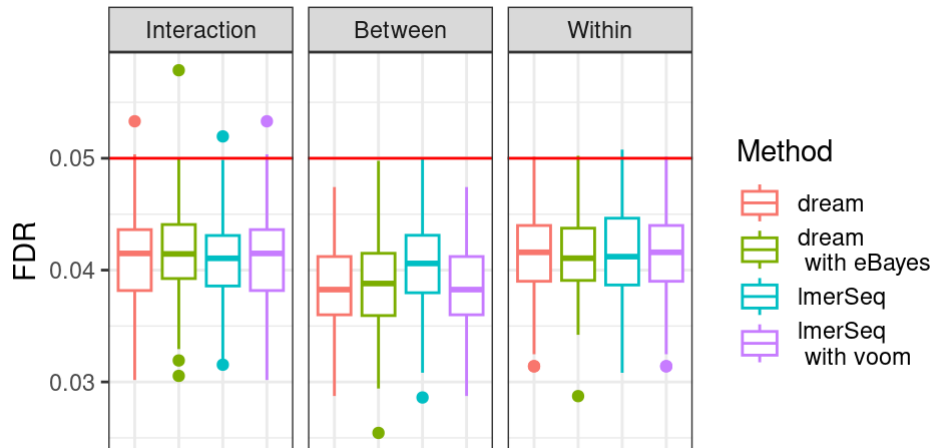 Interaction
Between
Within
FDR
0.05
0.04
0.03
Method
dream
dream
with eBayes
lmerSeq
lmerSeq
with voom